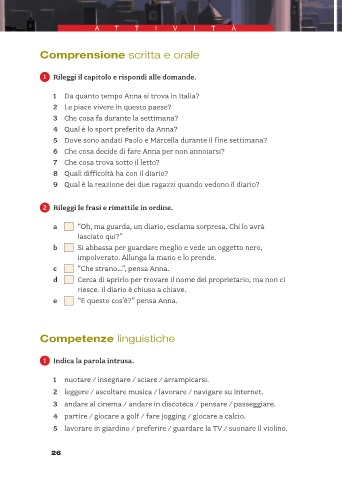 ATTIVITÀ
Comprensione scritta e orale
1 Rileggi il capitolo e rispondi alle domande.
1 Da quanto tempo Anna si trova in Italia?
2 Le piace vivere in questo paese?
3 Che cosa fa durante la settimana?
4 Qual è lo sport preferito da Anna?
5 Dove sono andati Paolo e Marcella durante il fine settimana?
6 Che cosa decide di fare Anna per non annoiarsi?
7 Che cosa trova sotto il letto?
8 Quali difficoltà ha con il diario?
9 Qual è la reazione dei due ragazzi quando vedono il diario?
2 Rileggi le frasi e rimettile in ordine.
a "Oh, ma guarda, un diario, esclama sorpresa. Chi lo avrà
lasciato qui?"
b Si abbassa per guardare meglio e vede un oggetto nero,
impolverato. Allunga la mano e lo prende.
c "Che strano...", pensa Anna.
d Cerca di aprirlo per trovare il nome del proprietario, ma non ci
riesce. Il diario è chiuso a chiave.
e "E questo cos'è?" pensa Anna.
Competenze linguistiche
1 Indica la parola intrusa.
1 nuotare / insegnare / sciare / arrampicarsi.
2 leggere / ascoltare musica / lavorare / navigare su Internet.
3 andare al cinema / andare in discoteca / pensare / passeggiare.
4 partire / giocare a golf / fare jogging / giocare a calcio.
5 lavorare in giardino / preferire / guardare la TV / suonare il violino.
26